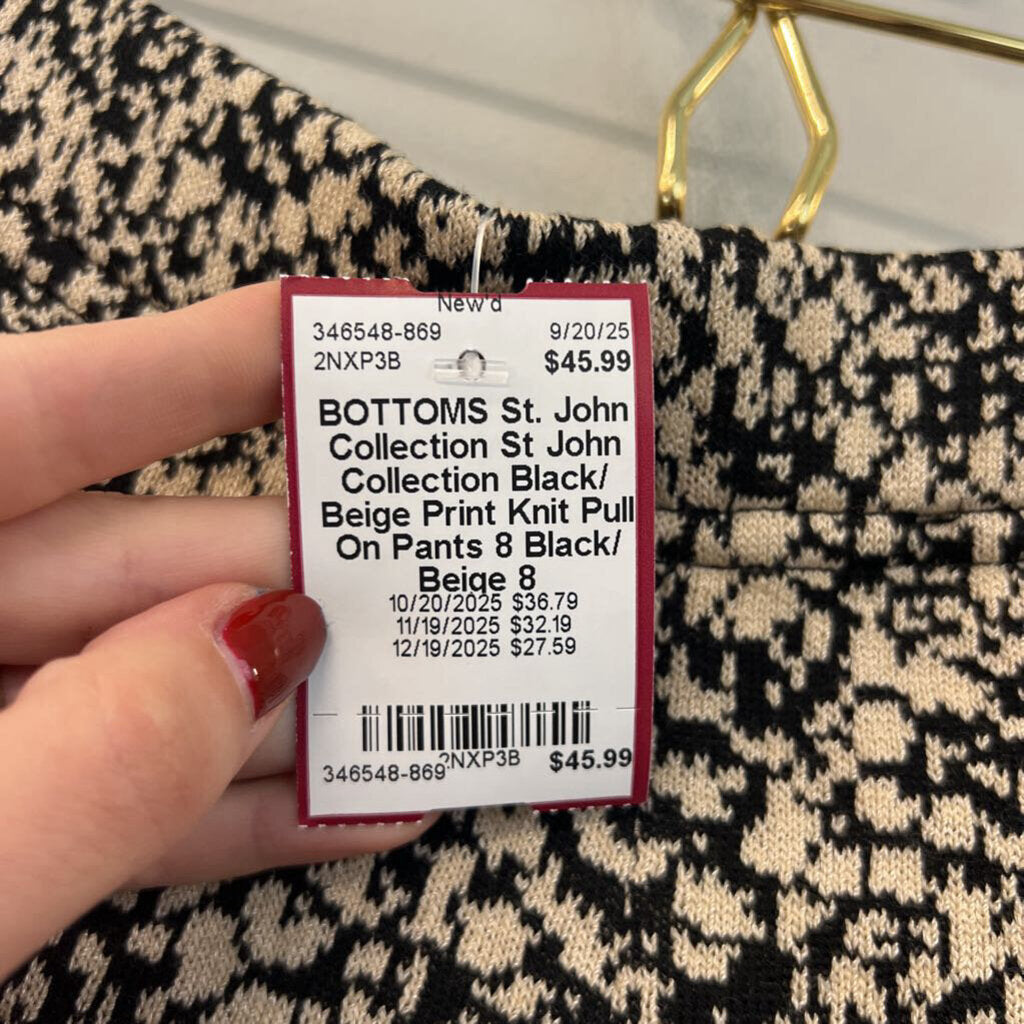 New'd
346548-869 9/20/25
2NXP3B $45.99
BOTTOMS St. John
Collection St John
Collection Black/
Beige Print Knit Pull
On Pants 8 Black/
Beige 8
10/20/2025 $36.79
11/19/2025 $32.19
12/19/2025 $27.59
346548-869 2NXP3B $45.99